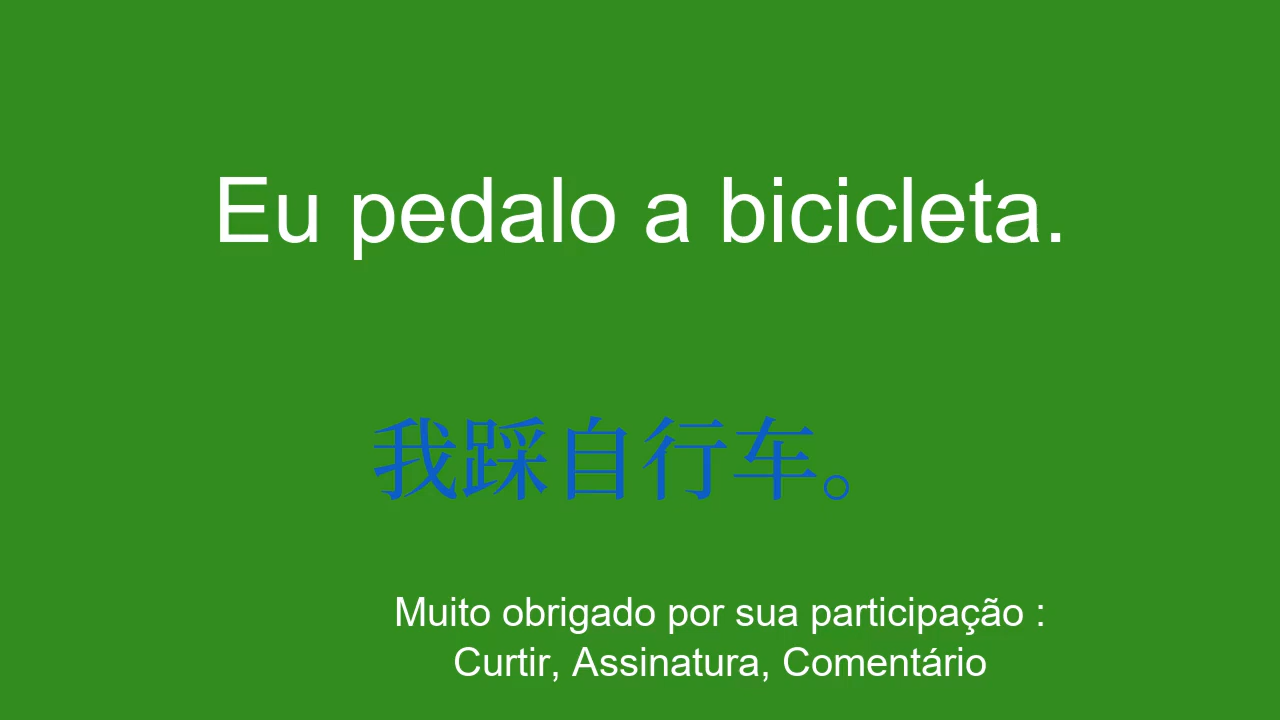 Eu pedalo a bicicleta.
我踩自行车。
Muito obrigado por sua participação :
Curtir, Assinatura, Comentário